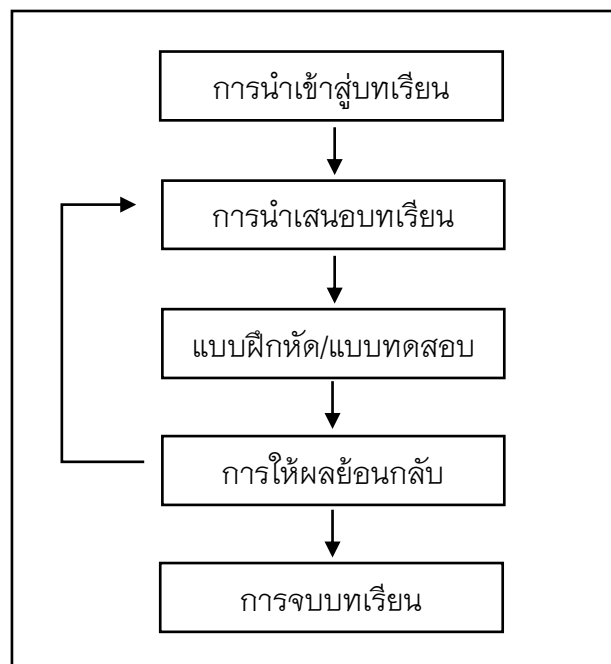 การนำเข้าสู่บทเรียน
การนำเสนอบทเรียน
แบบฝึกหัด/แบบทดสอบ
การให้ผลย้อนกลับ
การจบบทเรียน